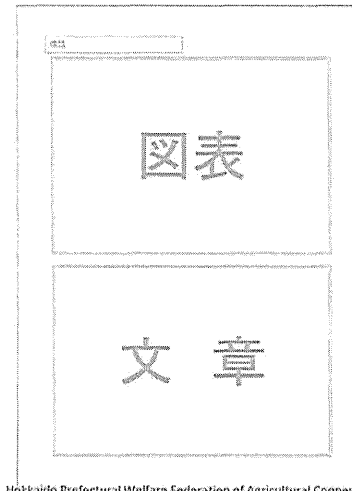 図表
文 章
Hokkaido Prefectural Welfare Federation of Agricultural Cooper